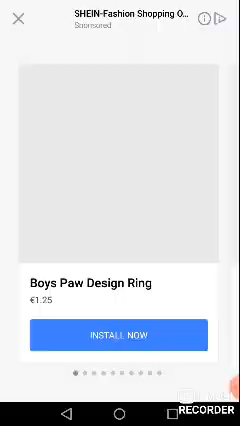 SHEIN-Fashion Shopping O...
Sponsored
Boys Paw Design Ring
€1.25
INSTALL NOW
RECORDER